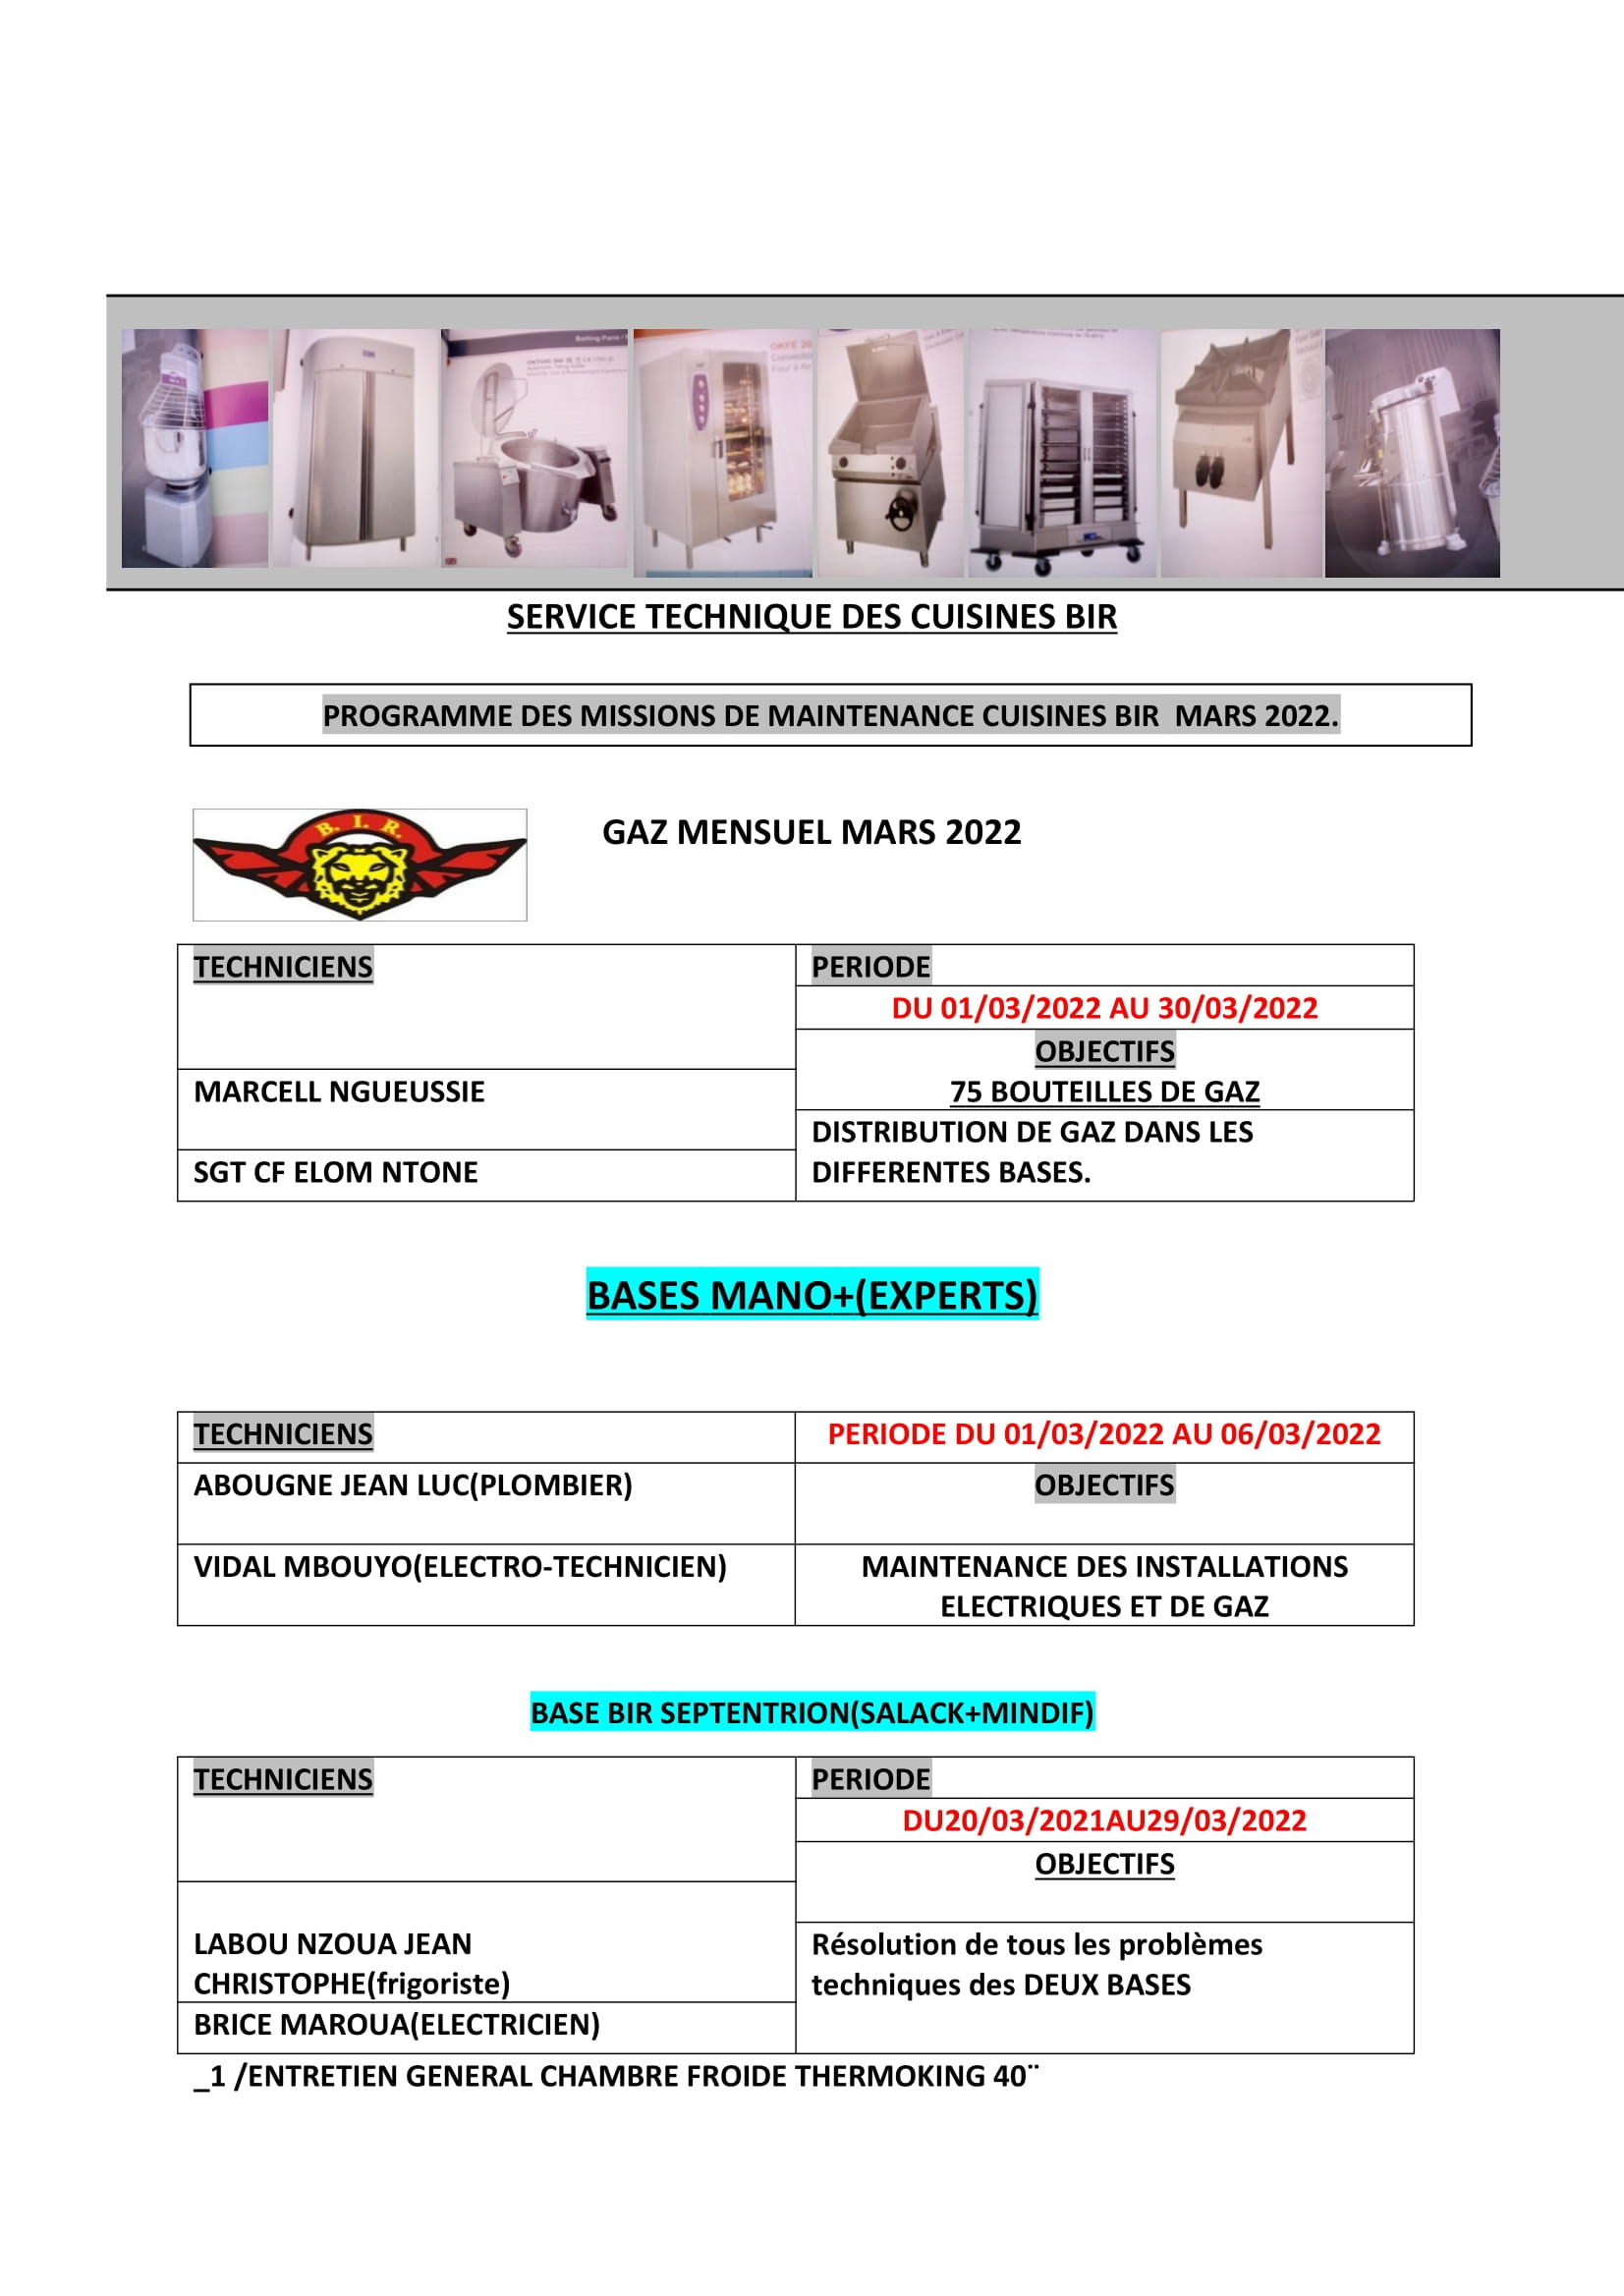 SERVICE TECHNIQUE DES CUISINES BIR
PROGRAMME DES MISSIONS DE MAINTENANCE CUISINES BIR  MARS 2022.
B. I. R.
GAZ MENSUEL MARS 2022
TECHNICIENS
PERIODE
DU 01/03/2022 AU 30/03/2022
OBJECTIFS
MARCELL NGUEUSSIE
75 BOUTEILLES DE GAZ
DISTRIBUTION DE GAZ DANS LES
SGT CF ELOM NTONE
DIFFERENTES BASES.
BASES MANO+(EXPERTS)
TECHNICIENS
PERIODE DU 01/03/2022 AU 06/03/2022
ABOUGNE JEAN LUC(PLOMBIER)
OBJECTIFS
VIDAL MBOUYO(ELECTRO-TECHNICIEN)
MAINTENANCE DES INSTALLATIONS
ELECTRIQUES ET DE GAZ
BASE BIR SEPTENTRION(SALACK+MINDIF)
TECHNICIENS
PERIODE
DU20/03/2021AU29/03/2022
OBJECTIFS
LABOU NZOUA JEAN
CHRISTOPHE(frigoriste)
Résolution de tous les problèmes
techniques des DEUX BASES
BRICE MAROUA(ELECTRICIEN)
_1 /ENTRETIEN GENERAL CHAMBRE FROIDE THERMOKING 40¨